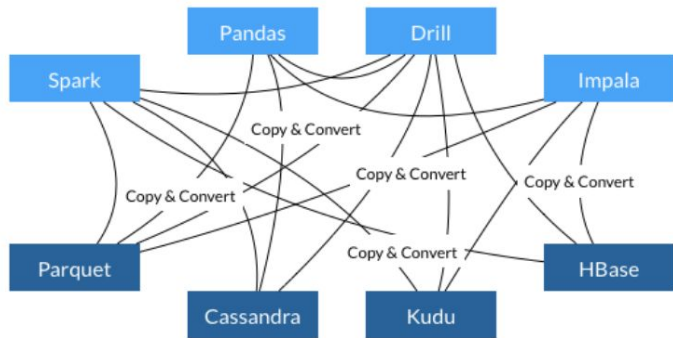 Pandas
Drill
Spark
Impala
Copy & Convert
Copy & Convert
Copy & Convert
Copy & Convert
Copy & Convert
Parquet
HBase
Cassandra
Kudu